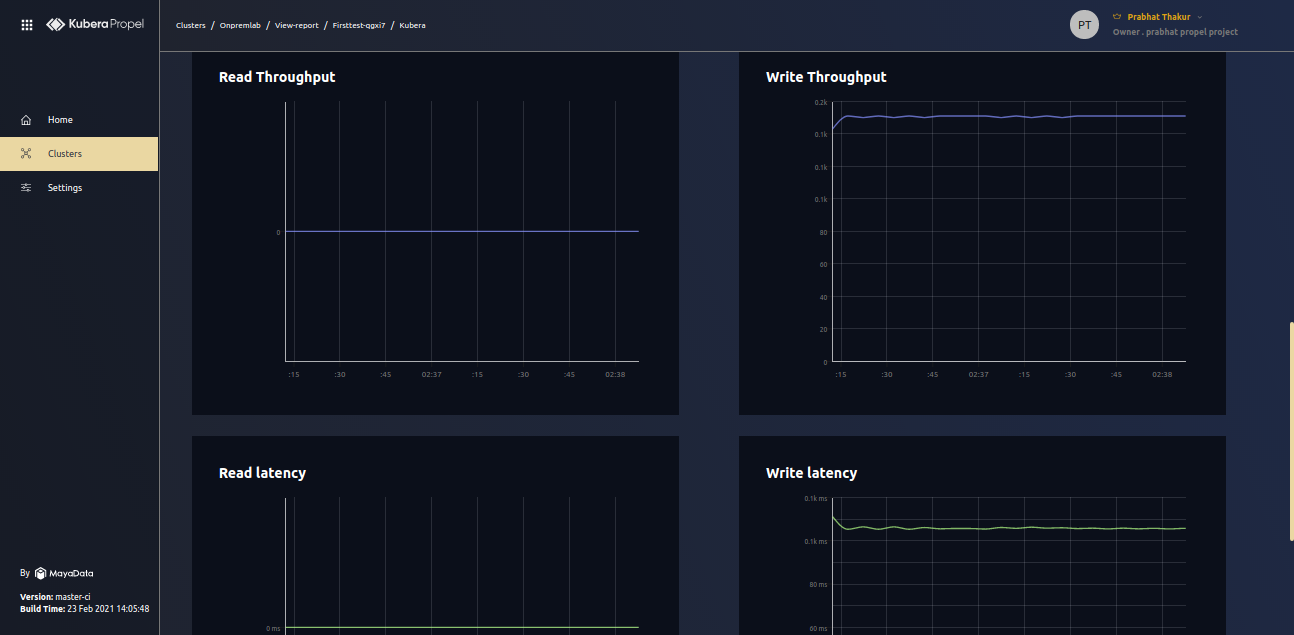 Kubera Propel
Clusters / Onpremlab / View-report / Firsttest-qgxi7 / Kubera
PT
Prabhat Thakur
Owner . prabhat propel project
Home
Clusters
Settings
Read Throughput
0
:15 :30 :45 02:37 :15 :30 :45 02:38
Write Throughput
0.2k
0.1k
0.1k
0.1k
80
60
40
20
0
:15 :30 :45 02:37 :15 :30 :45 02:38
Read latency
0 ms
Write latency
0.1k ms
0.1k ms
80 ms
60 ms
By MayaData
Version: master-ci
Build Time: 23 Feb 2021 14:05:48